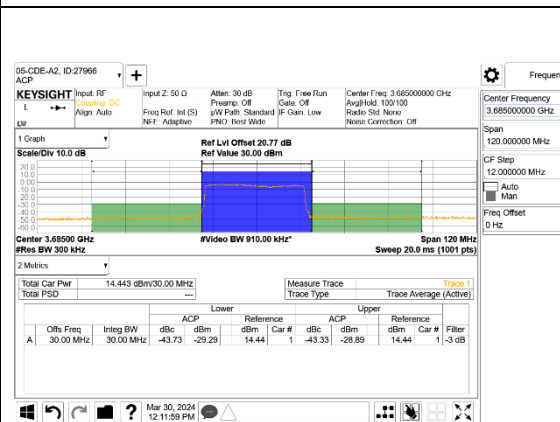 05-CDE-A2, ID:27966
ACP
Frequen
KEYSIGHT Input: RF Input Z: 50 Ω Atten: 30 dB Trig: Free Run Center Freq: 3.685000000 GHz
L Coupling: DC Preamp: Off Gate: Off Avg|Hold: 100/100
Align: Auto Freq Ref: Int (S) µW Path: Standard IF Gain: Low Radio Std: None
NFE: Adaptive PNO: Best Wide Noise Correction: Off
Center Frequency
3.685000000 GHz
Span
120.000000 MHz
CF Step
12.000000 MHz
Auto
Man
Freq Offset
0 Hz
1 Graph
Ref Lvl Offset 20.77 dB
Scale/Div 10.0 dB Ref Value 30.00 dBm
20.0
10.0
0.00
-10.0
-20.0
-30.0
-40.0
-50.0
-60.0
Center 3.68500 GHz #Video BW 910.00 kHz* Span 120 MHz
#Res BW 300 kHz Sweep 20.0 ms (1001 pts)
2 Metrics
Total Car Pwr 14.443 dBm/30.00 MHz Measure Trace Trace 1
Total PSD --- Trace Type Trace Average (Active)
Lower Upper
ACP Reference ACP Reference
Offs Freq Integ BW dBc dBm dBm Car # dBc dBm dBm Car # Filter
A 30.00 MHz 30.00 MHz -43.73 -29.29 14.44 1 -43.33 -28.89 14.44 1 -3 dB
Mar 30, 2024
12:11:59 PM